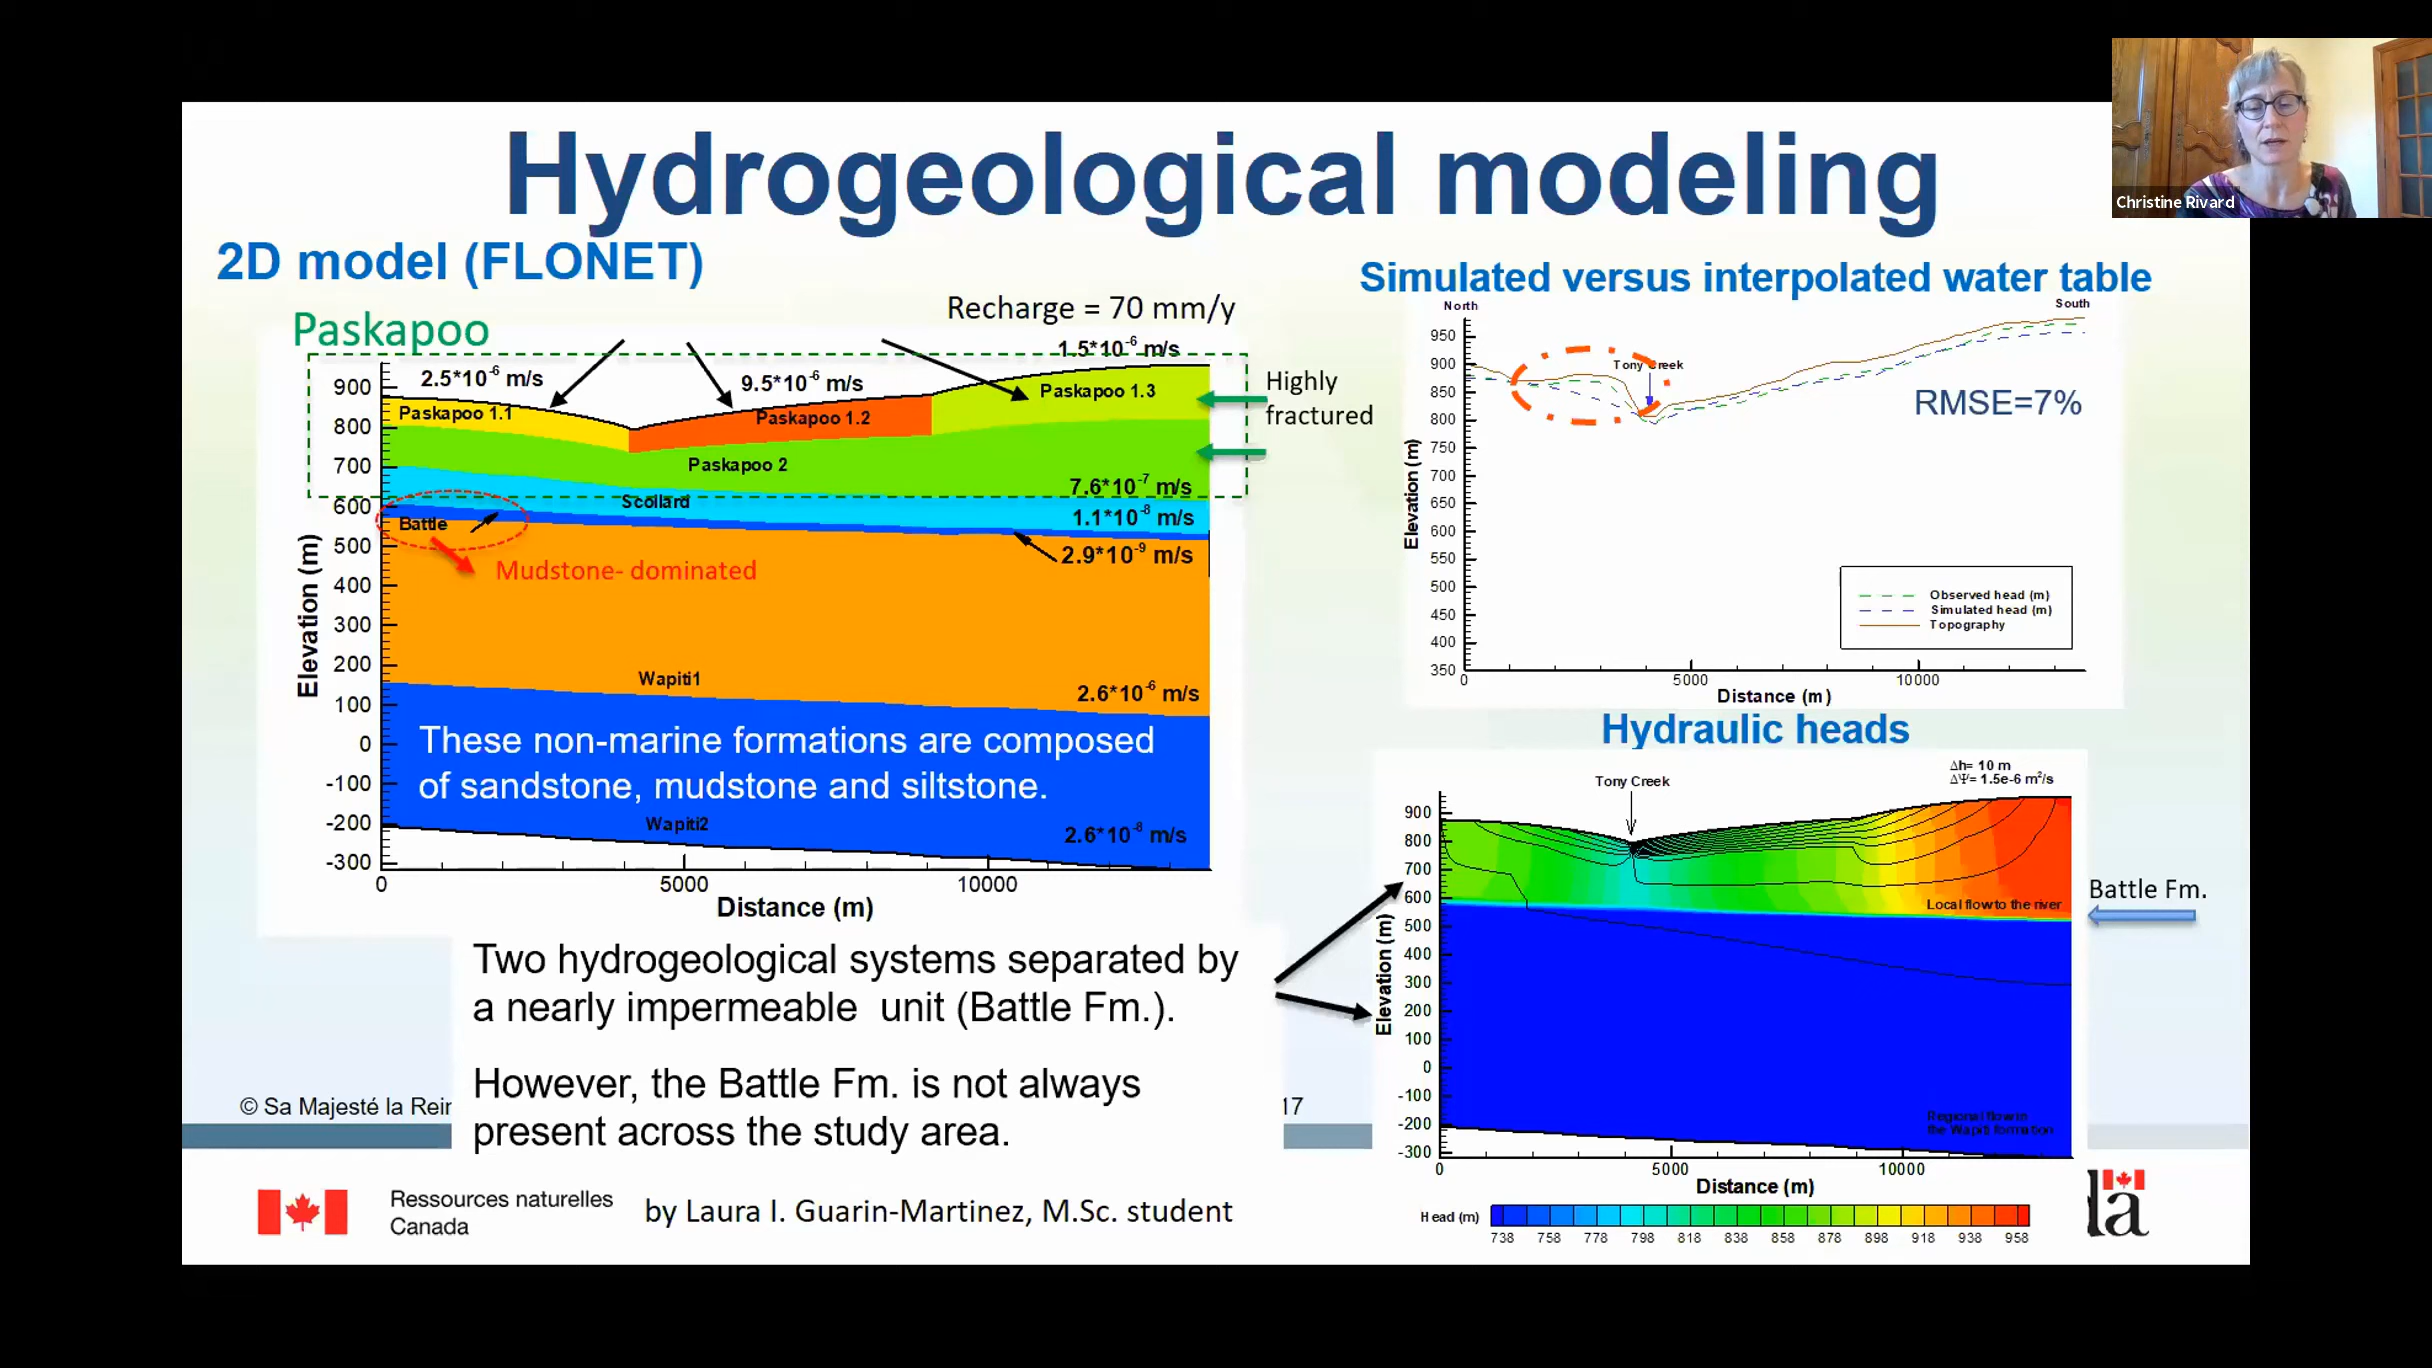 Christine Rivard
Hydrogeological modeling
2D model (FLONET)
Paskapoo
Recharge = 70 mm/y
1.5*10⁻⁶ m/s
2.5*10⁻⁶ m/s
9.5*10⁻⁶ m/s
Paskapoo 1.1
Paskapoo 1.2
Paskapoo 1.3
Highly
fractured
Paskapoo 2
7.6*10⁻⁷ m/s
Scollard
1.1*10⁻⁸ m/s
Battle
2.9*10⁻⁹ m/s
Mudstone- dominated
Wapiti1
2.6*10⁻⁶ m/s
These non-marine formations are composed
of sandstone, mudstone and siltstone.
Wapiti2
2.6*10⁻⁸ m/s
Elevation (m)
900
800
700
600
500
400
300
200
100
0
-100
-200
-300
0 5000 10000
Distance (m)
Two hydrogeological systems separated by
a nearly impermeable unit (Battle Fm.).
However, the Battle Fm. is not always
present across the study area.
Simulated versus interpolated water table
North South
Tony Creek
RMSE=7%
Elevation (m)
950
900
850
800
750
700
650
600
550
500
450
400
350
0 5000 10000
Distance (m)
Observed head (m)
Simulated head (m)
Topography
Hydraulic heads
Δh= 10 m
ΔΨ= 1.5e-6 m²/s
Tony Creek
Elevation (m)
900
800
700
600
500
400
300
200
100
0
-100
-200
-300
Local flow to the river
Battle Fm.
Regional flow in
the Wapiti formation
0 5000 10000
Distance (m)
Head (m)
738 758 778 798 818 838 858 878 898 918 938 958
© Sa Majesté la Rein
17
Ressources naturelles
Canada
by Laura I. Guarin-Martinez, M.Sc. student